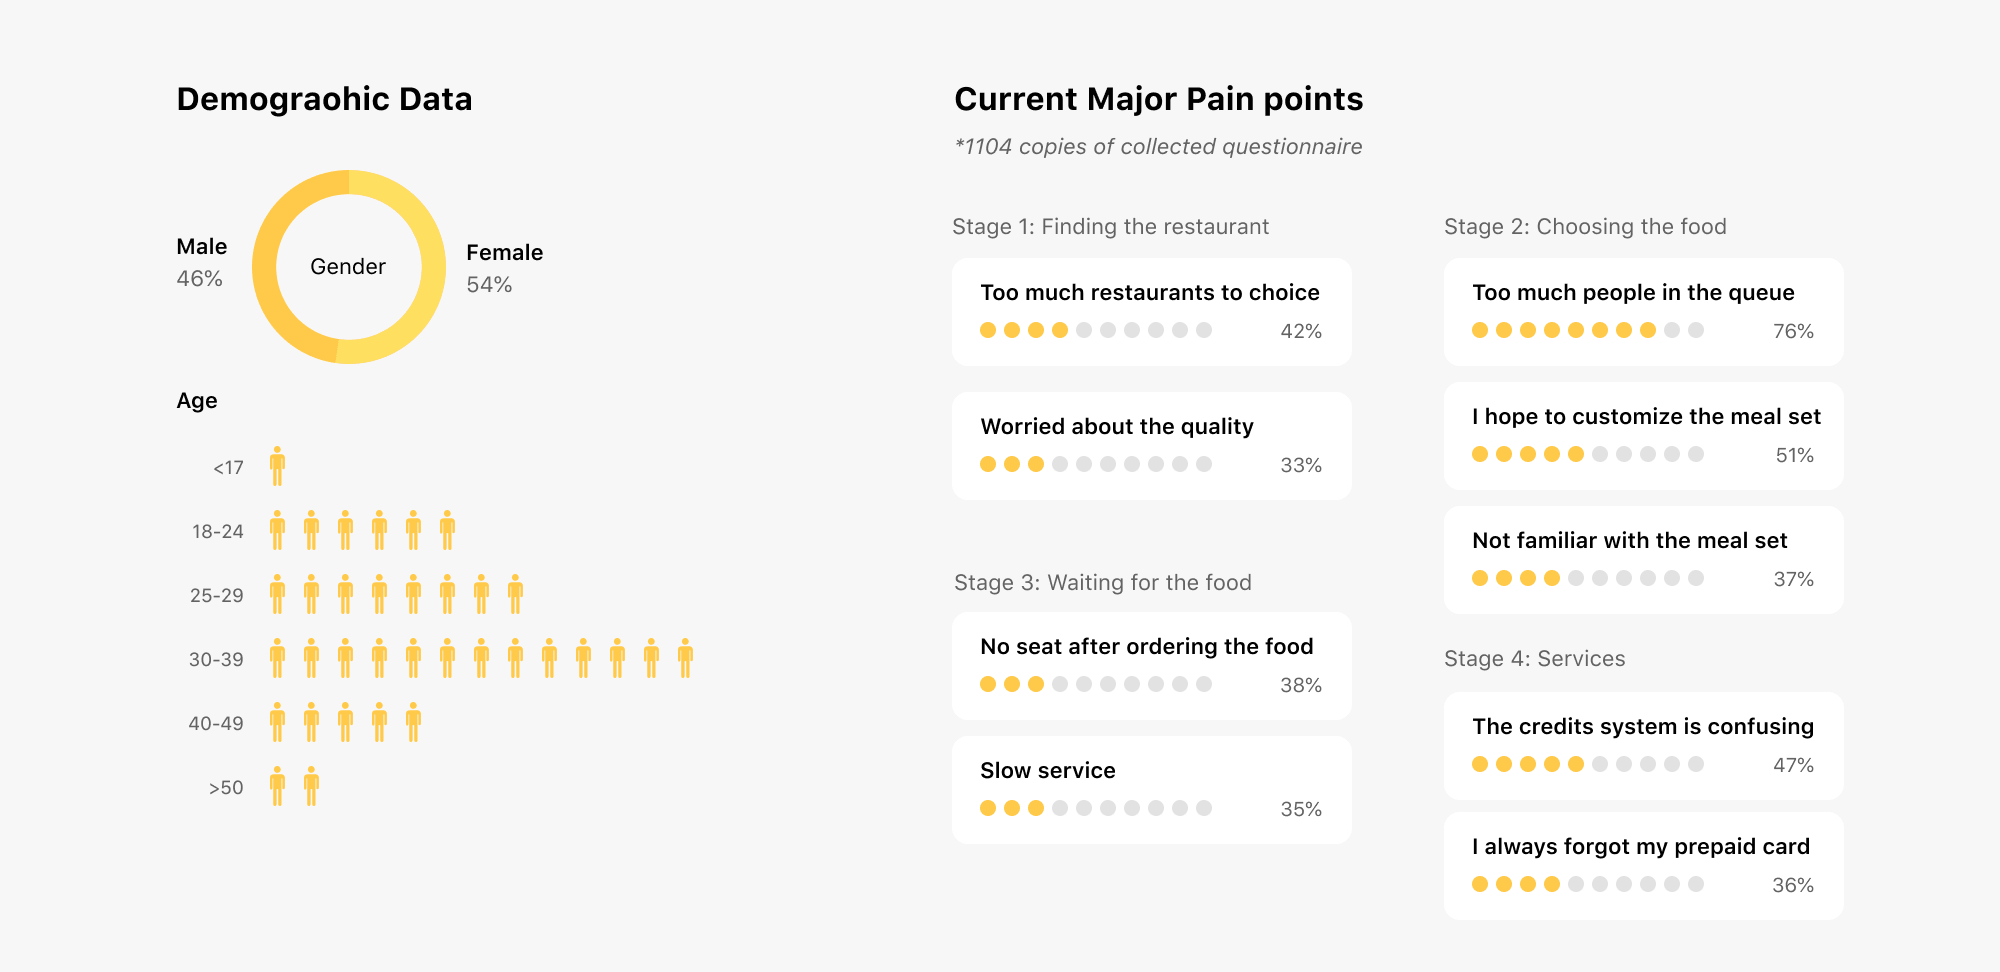 Demograohic Data
Male
46%
Gender
Female
54%
Age
<17
18-24
25-29
30-39
40-49
>50
Current Major Pain points
*1104 copies of collected questionnaire
Stage 1: Finding the restaurant
Too much restaurants to choice
42%
Worried about the quality
33%
Stage 2: Choosing the food
Too much people in the queue
76%
I hope to customize the meal set
51%
Not familiar with the meal set
37%
Stage 3: Waiting for the food
No seat after ordering the food
38%
Slow service
35%
Stage 4: Services
The credits system is confusing
47%
I always forgot my prepaid card
36%